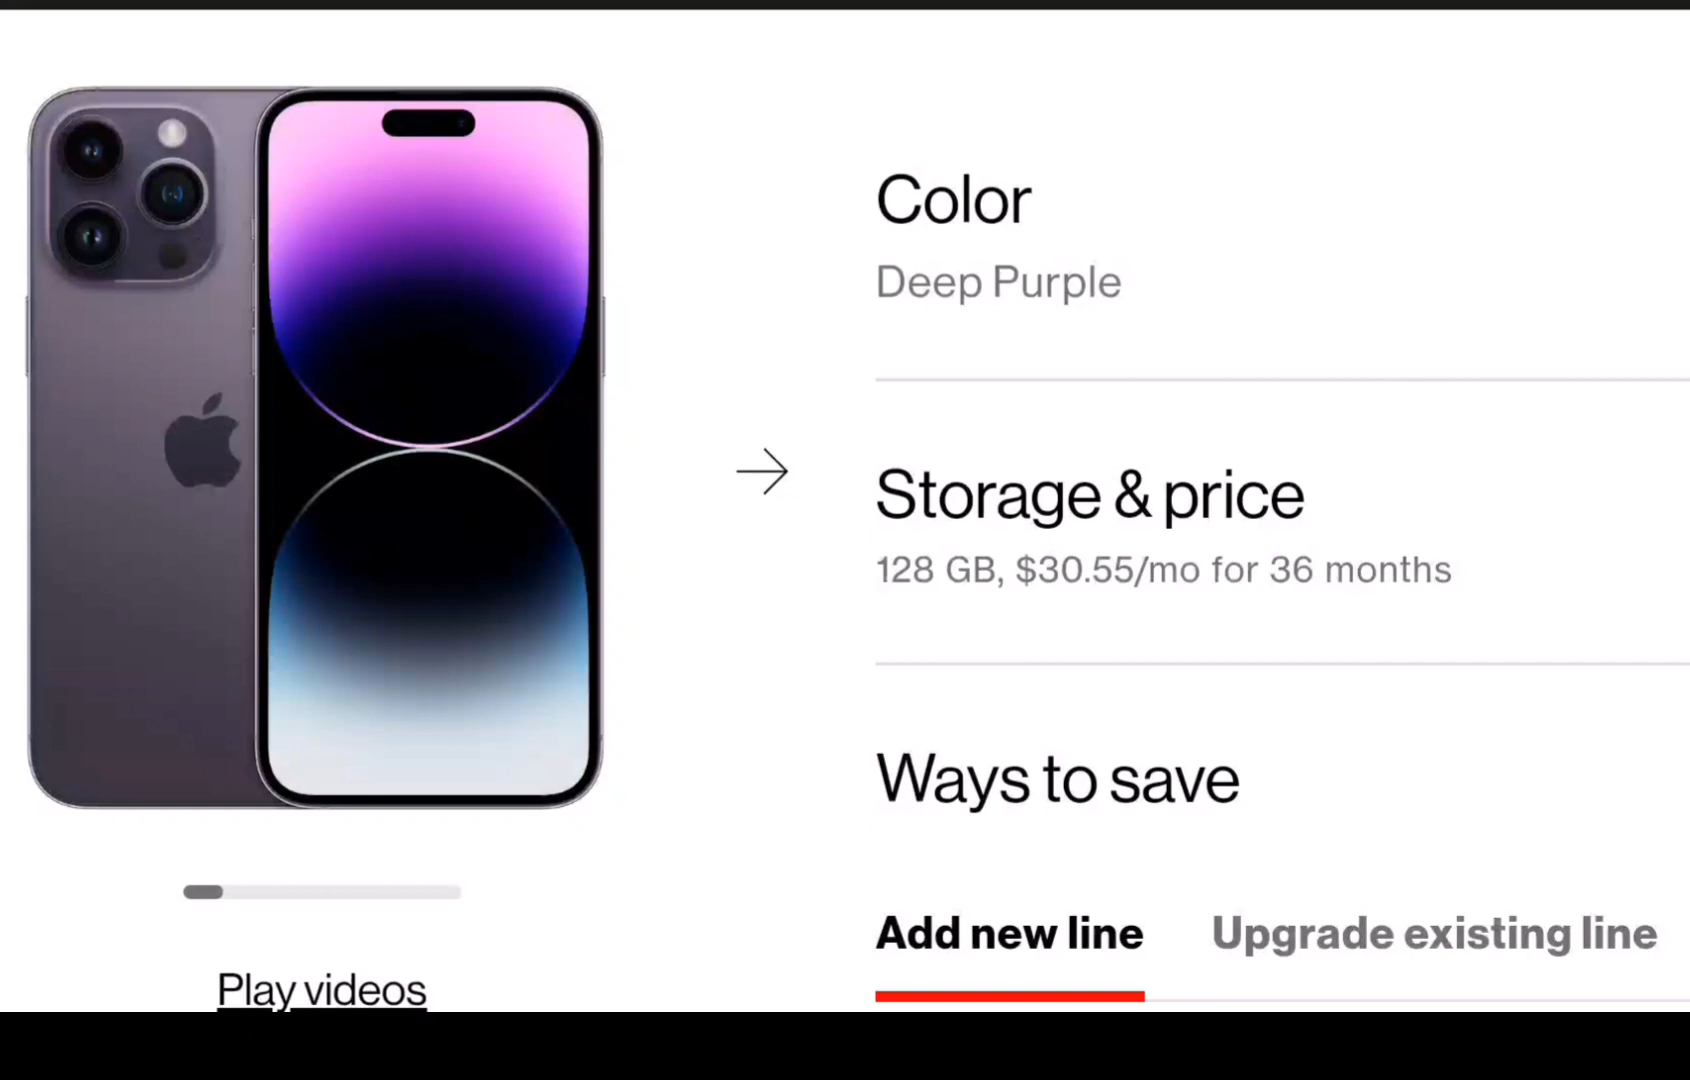 Color
Deep Purple
Storage & price
128 GB, $30.55/mo for 36 months
Ways to save
Add new line
Upgrade existing line
Play videos